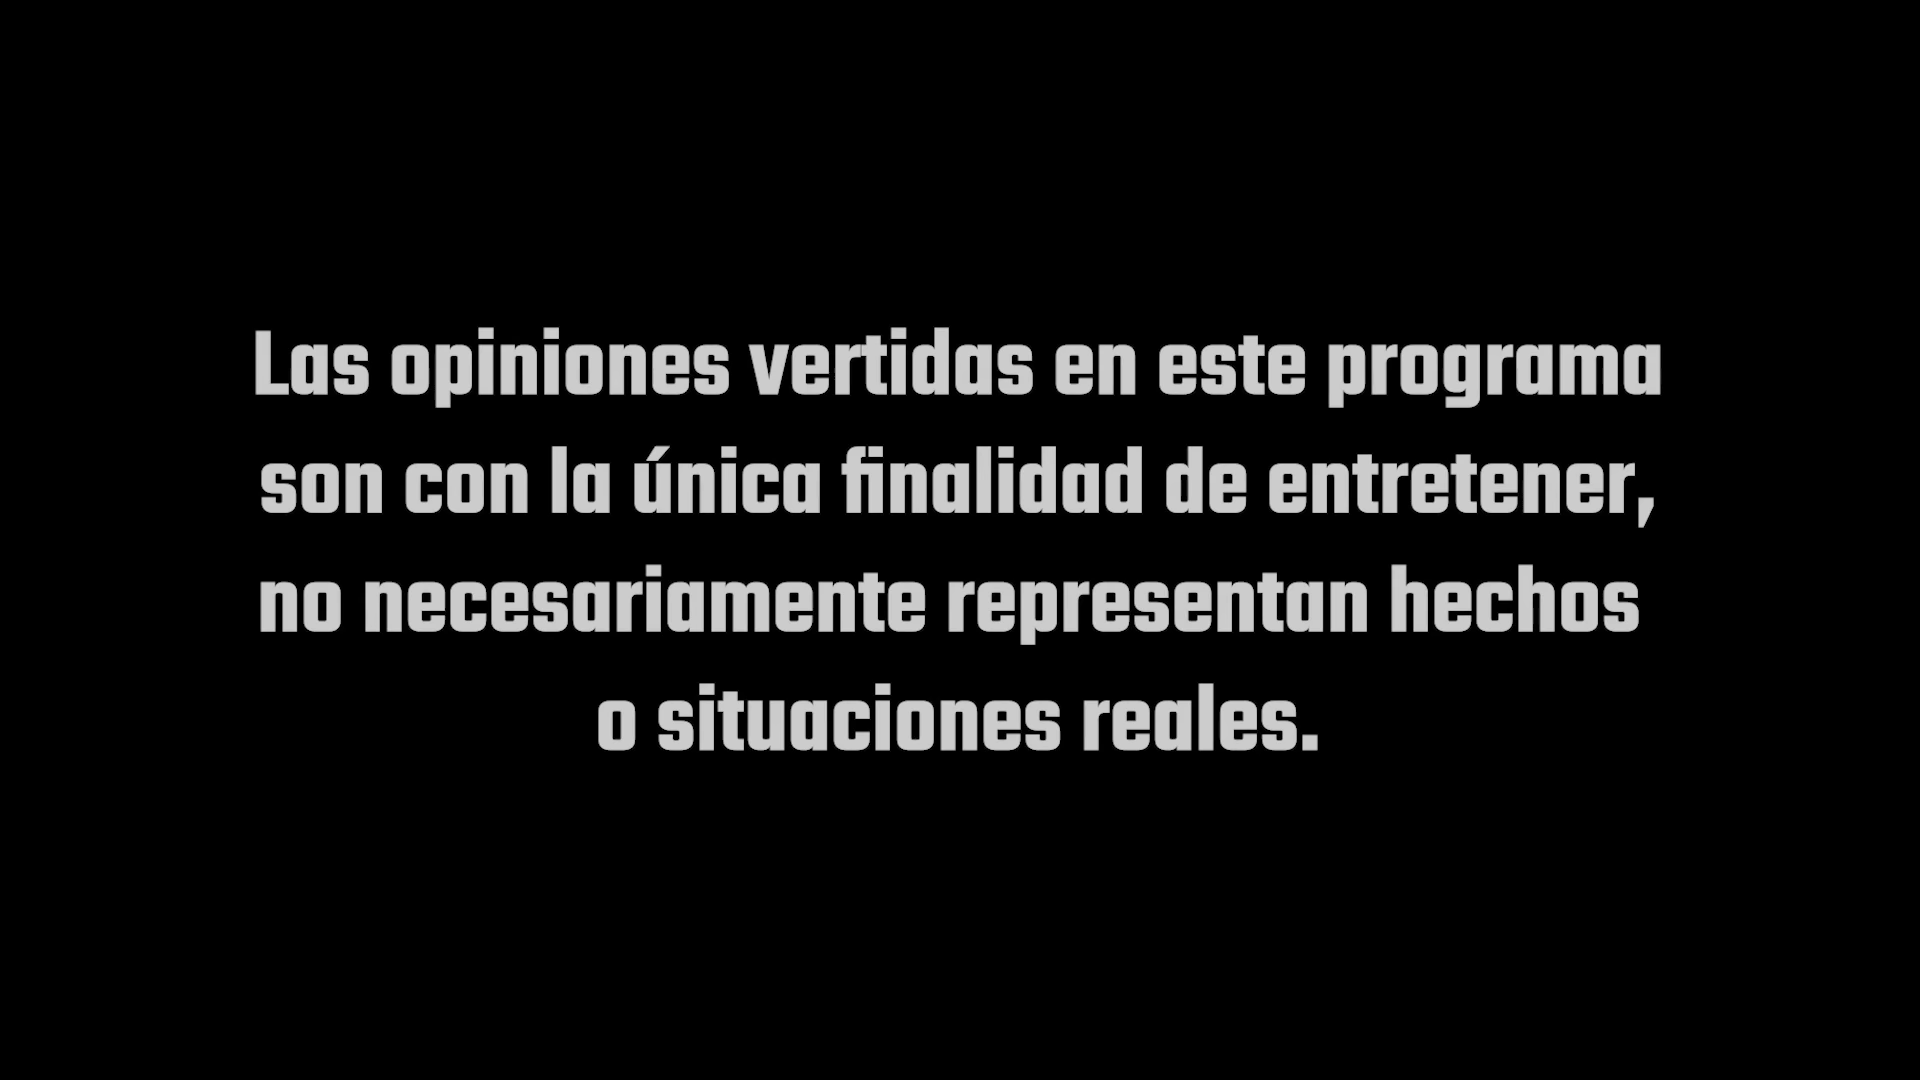 Las opiniones vertidas en este programa
son con la única finalidad de entretener,
no necesariamente representan hechos
o situaciones reales.